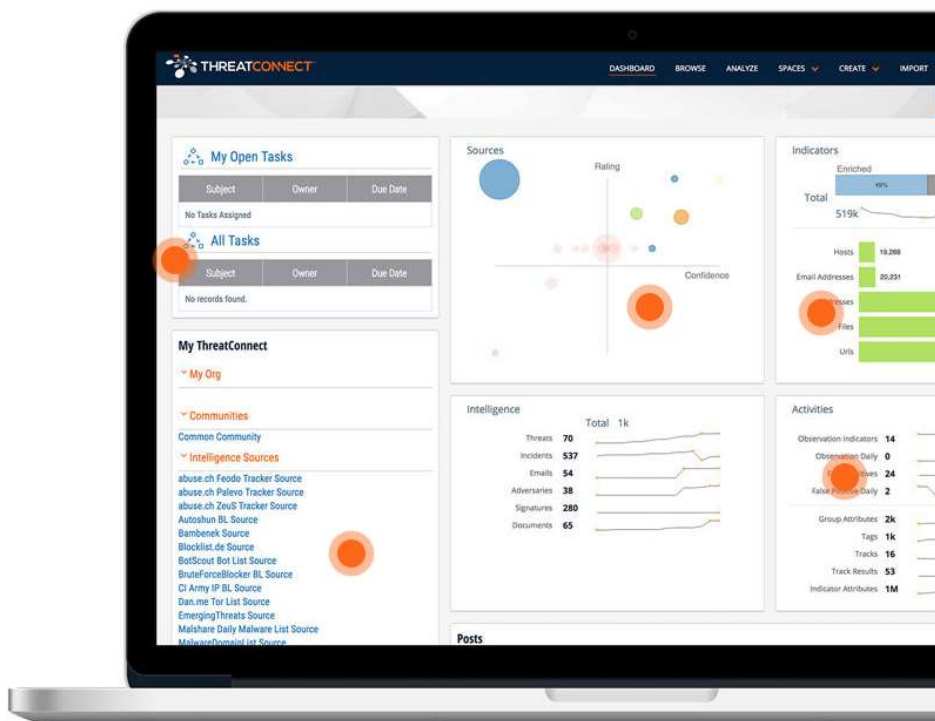 THREATCONNECT
DASHBOARD BROWSE ANALYZE SPACES CREATE IMPORT
My Open Tasks
Subject Owner Due Date
No Tasks Assigned
All Tasks
Subject Owner Due Date
No records found.
My ThreatConnect
My Org
Communities
Common Community
Intelligence Sources
abuse.ch Feodo Tracker Source
abuse.ch Palevo Tracker Source
abuse.ch ZeuS Tracker Source
Autoshun BL Source
Bambenek Source
Blocklist.de Source
BotScout Bot List Source
BruteForceBlocker BL Source
CI Army IP BL Source
Dan.me Tor List Source
EmergingThreats Source
Malshare Daily Malware List Source
MalwareDomainList Source
Sources
Rating
Confidence
Intelligence
Total 1k
Threats 70
Incidents 537
Emails 54
Adversaries 38
Signatures 280
Documents 65
Posts
Indicators
Enriched
Total
519k
Hosts 19,268
Email Addresses 20,231
Files
Urls
Activities
Observation Indicators 14
Observation Daily 0
24
False Positive Daily 2
Group Attributes 2k
Tags 1k
Tracks 16
Track Results 53
Indicator Attributes 1M